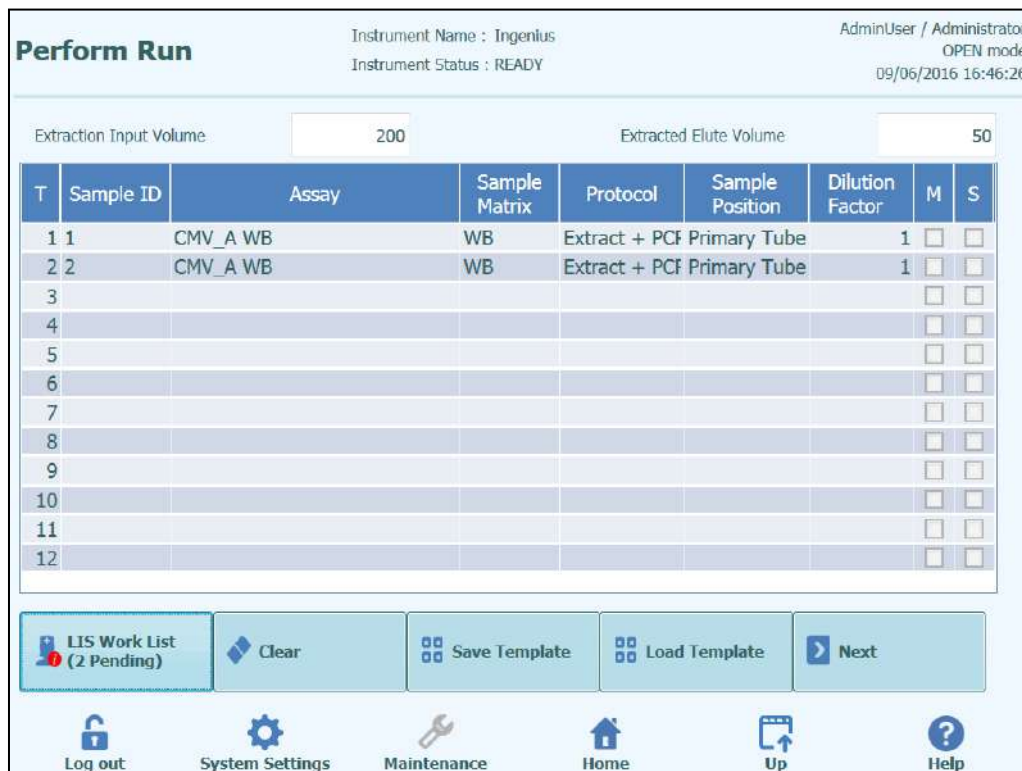 Perform Run
Instrument Name : Ingenius
Instrument Status : READY
AdminUser / Administrator
OPEN mode
09/06/2016 16:46:26
Extraction Input Volume 200 Extracted Elute Volume 50
T Sample ID Assay Sample Matrix Protocol Sample Position Dilution Factor M S
1 1 CMV_A WB WB Extract + PCF Primary Tube 1
2 2 CMV_A WB WB Extract + PCF Primary Tube 1
3
4
5
6
7
8
9
10
11
12
LIS Work List
(2 Pending)
Clear
Save Template
Load Template
Next
Log out System Settings Maintenance Home Up Help